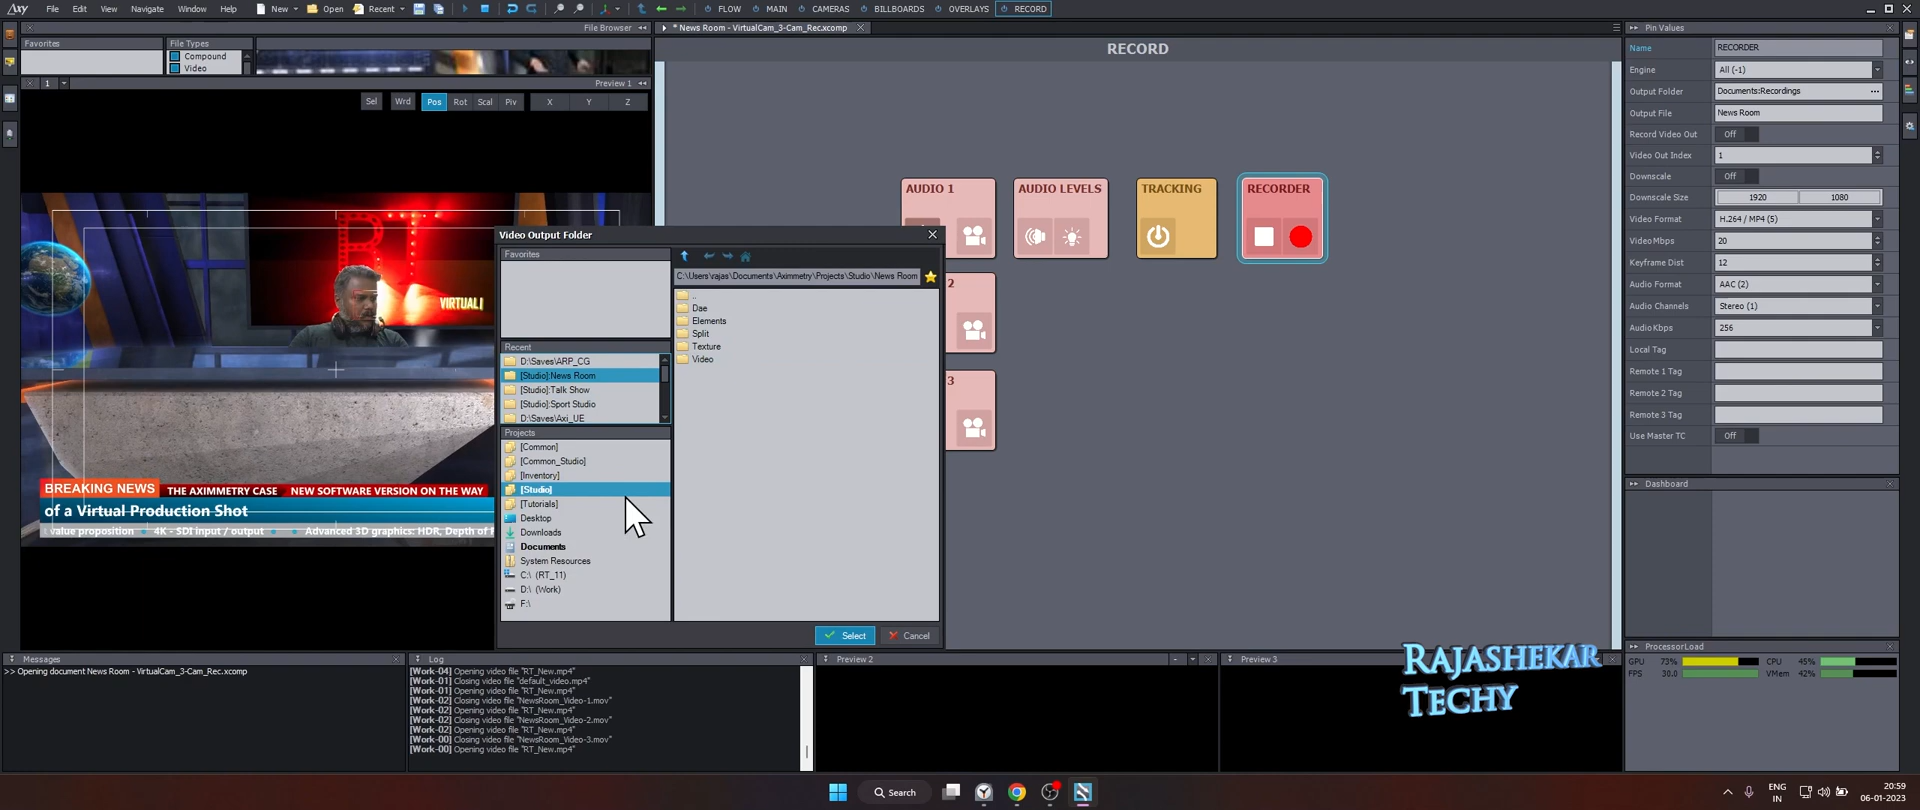 Axy File Edit View Navigate Window Help New Open Recent FLOW MAIN CAMERAS BILLBOARDS OVERLAYS RECORD
File Browser
* News Room - VirtualCam_3-Cam_Rec.xcomp
Pin Values
Favorites
File Types
Compound
Video
1
Preview 1
Sel Wrd Pos Rot Scal Piv X Y Z
RT
VIRTUAL
BREAKING NEWS THE AXIMMETRY CASE NEW SOFTWARE VERSION ON THE WAY
of a Virtual Production Shot
value proposition • 4K - SDI input / output • Advanced 3D graphics: HDR, Depth of F
RECORD
AUDIO 1
AUDIO LEVELS
TRACKING
RECORDER
2
3
Video Output Folder
Favorites
Recent
D:\Saves\ARP_CG
[Studio]:News Room
[Studio]:Talk Show
[Studio]:Sport Studio
D:\Saves\Axi_UE
Projects
[Common]
[Common_Studio]
[Inventory]
[Studio]
[Tutorials]
Desktop
Downloads
Documents
System Resources
C:\ (RT_11)
D:\ (Work)
F:\
C:\Users\rajas\Documents\Aximmetry\Projects\Studio\News Room
..
Dae
Elements
Split
Texture
Video
Select Cancel
Name RECORDER
Engine All (-1)
Output Folder Documents:Recordings ...
Output File News Room
Record Video Out Off
Video Out Index 1
Downscale Off
Downscale Size 1920 1080
Video Format H.264 / MP4 (5)
Video Mbps 20
Keyframe Dist 12
Audio Format AAC (2)
Audio Channels Stereo (1)
Audio Kbps 256
Local Tag
Remote 1 Tag
Remote 2 Tag
Remote 3 Tag
Use Master TC Off
Dashboard
RAJASHEKAR
TECHY
Messages
>> Opening document News Room - VirtualCam_3-Cam_Rec.xcomp
Log
[Work-04] Opening video file "RT_New.mp4"
[Work-01] Closing video file "default_video.mp4"
[Work-01] Opening video file "RT_New.mp4"
[Work-02] Closing video file "NewsRoom_Video-1.mov"
[Work-02] Opening video file "RT_New.mp4"
[Work-02] Closing video file "NewsRoom_Video-2.mov"
[Work-02] Opening video file "RT_New.mp4"
[Work-00] Closing video file "NewsRoom_Video-3.mov"
[Work-00] Opening video file "RT_New.mp4"
Preview 2
Preview 3
ProcessorLoad
GPU 73% CPU 45%
FPS 30.0 VMem 42%
Search
ENG
IN
20:59
06-01-2023